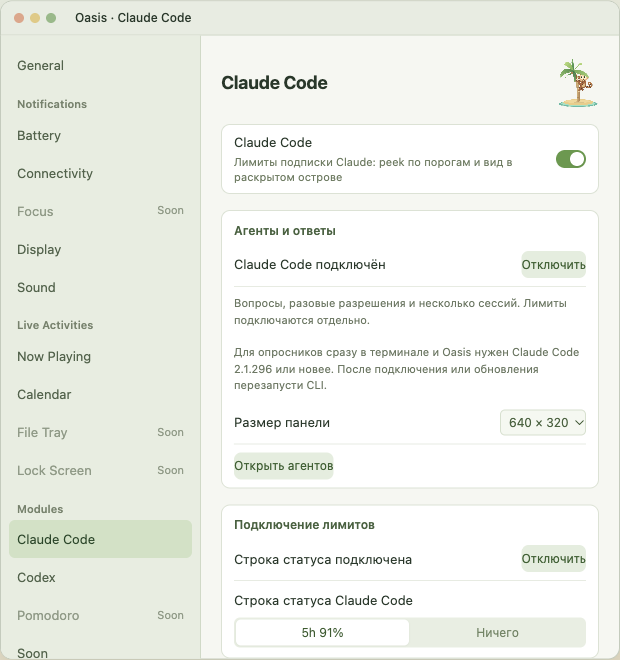 Oasis · Claude Code
General
Notifications
Battery
Connectivity
Focus Soon
Display
Sound
Live Activities
Now Playing
Calendar
File Tray Soon
Lock Screen Soon
Modules
Claude Code
Codex
Pomodoro Soon
Soon
Claude Code
Claude Code
Лимиты подписки Claude: peek по порогам и вид в
раскрытом острове
Агенты и ответы
Claude Code подключён Отключить
Вопросы, разовые разрешения и несколько сессий. Лимиты
подключаются отдельно.
Для опросников сразу в терминале и Oasis нужен Claude Code
2.1.296 или новее. После подключения или обновления
перезапусти CLI.
Размер панели 640 × 320
Открыть агентов
Подключение лимитов
Строка статуса подключена Отключить
Строка статуса Claude Code
5h 91% Ничего